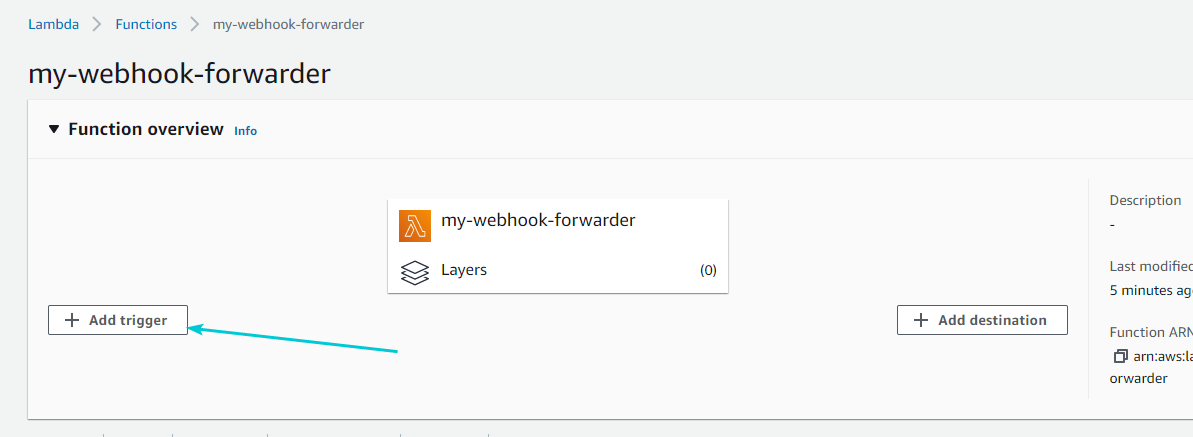 Lambda > Functions > my-webhook-forwarder
my-webhook-forwarder
Function overview Info
my-webhook-forwarder
Layers (0)
Add trigger
Add destination
Description
-
Last modified
5 minutes ago
Function ARN
arn:aws:la
orwarder